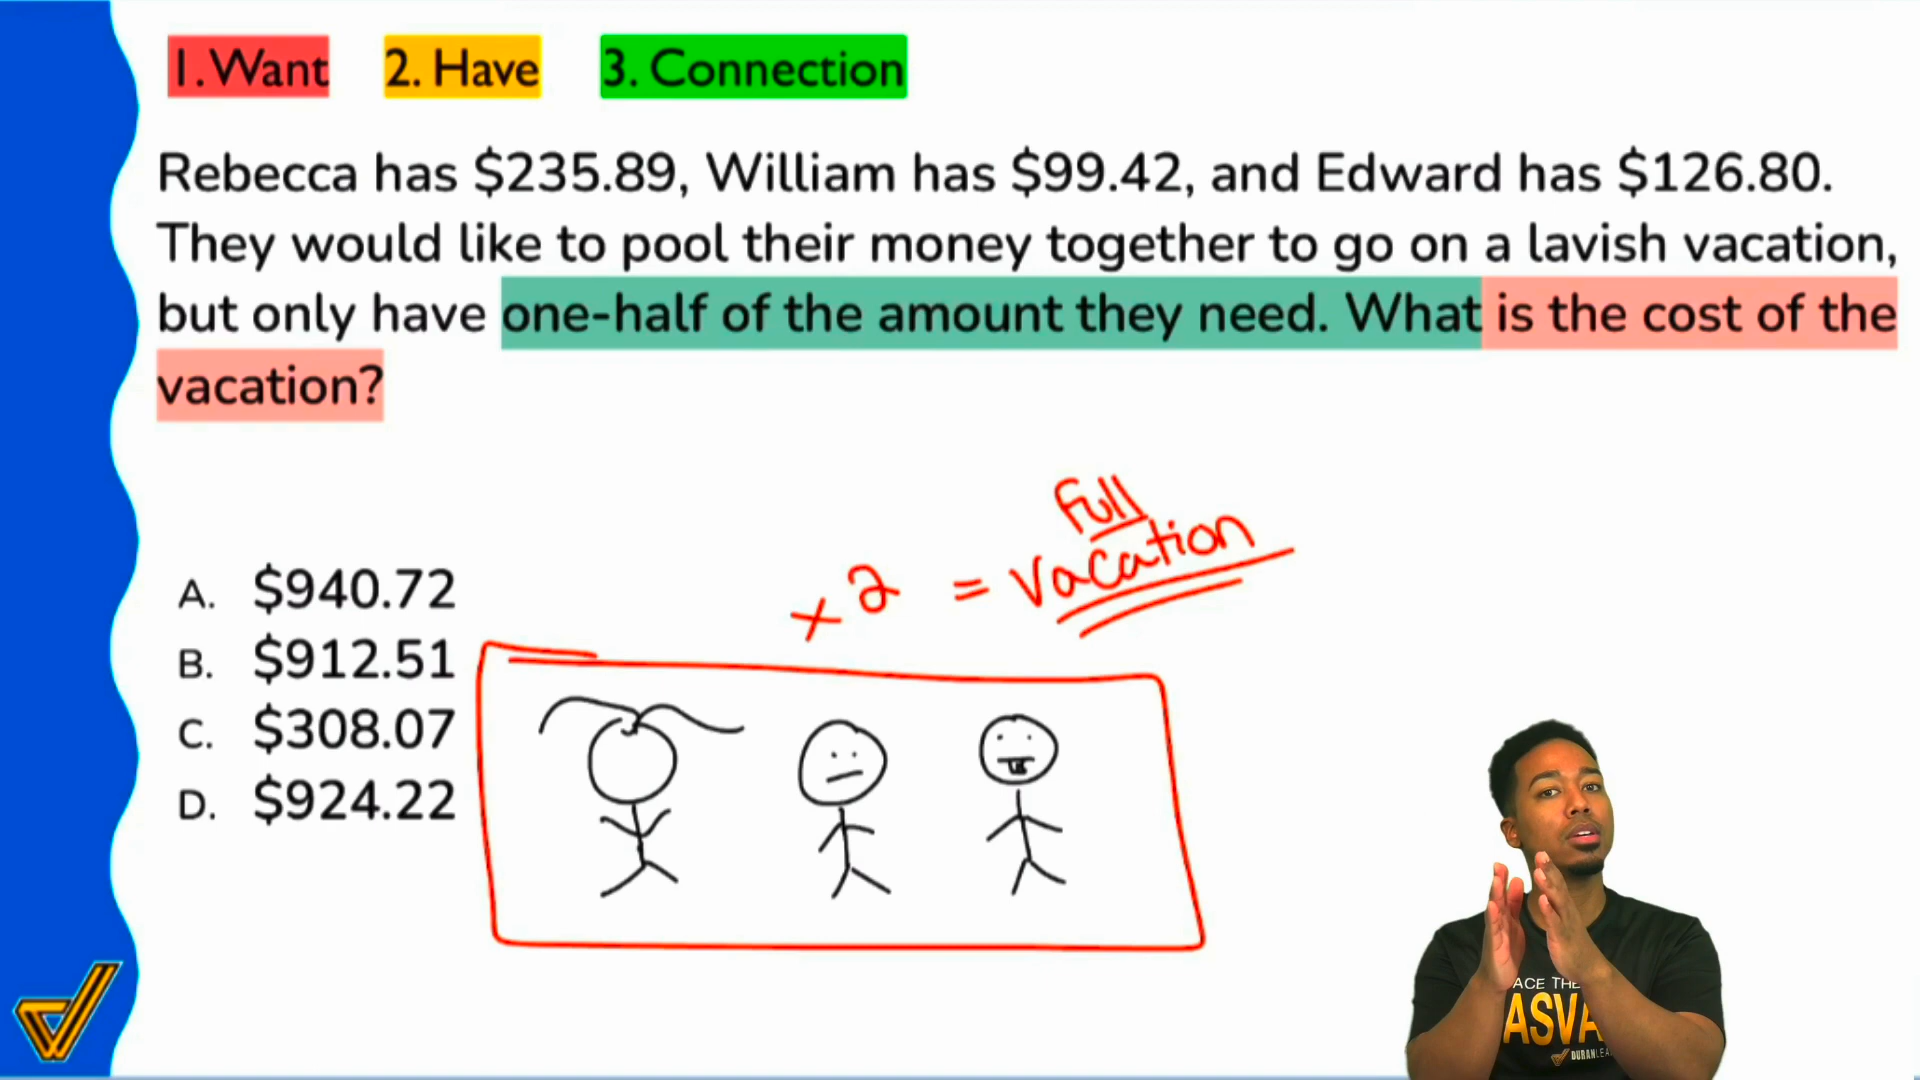 1. Want 2. Have 3. Connection
Rebecca has $235.89, William has $99.42, and Edward has $126.80.
They would like to pool their money together to go on a lavish vacation,
but only have one-half of the amount they need. What is the cost of the
vacation?
Full
× 2 = Vacation
A. $940.72
B. $912.51
C. $308.07
D. $924.22
ACE THE
ASVA
DURANLEA